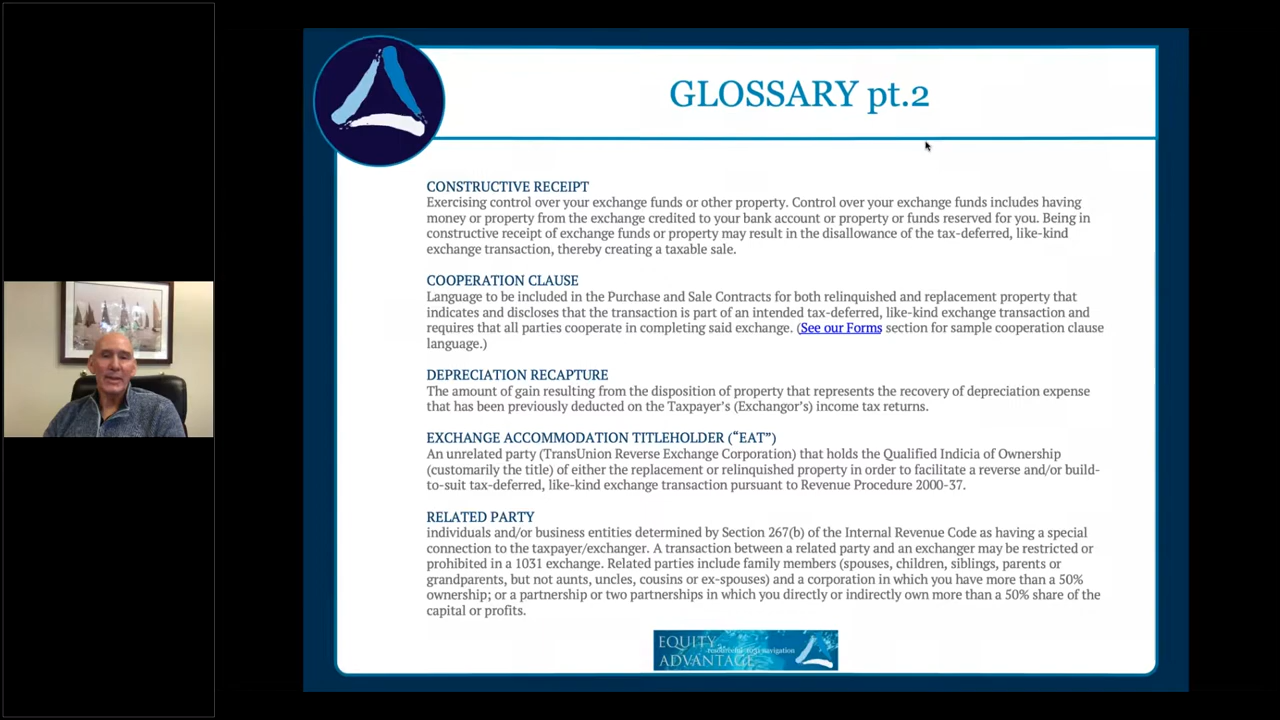 GLOSSARY pt.2
CONSTRUCTIVE RECEIPT
Exercising control over your exchange funds or other property. Control over your exchange funds includes having
money or property from the exchange credited to your bank account or property or funds reserved for you. Being in
constructive receipt of exchange funds or property may result in the disallowance of the tax-deferred, like-kind
exchange transaction, thereby creating a taxable sale.
COOPERATION CLAUSE
Language to be included in the Purchase and Sale Contracts for both relinquished and replacement property that
indicates and discloses that the transaction is part of an intended tax-deferred, like-kind exchange transaction and
requires that all parties cooperate in completing said exchange. (See our Forms section for sample cooperation clause
language.)
DEPRECIATION RECAPTURE
The amount of gain resulting from the disposition of property that represents the recovery of depreciation expense
that has been previously deducted on the Taxpayer's (Exchangor's) income tax returns.
EXCHANGE ACCOMMODATION TITLEHOLDER (“EAT”)
An unrelated party (TransUnion Reverse Exchange Corporation) that holds the Qualified Indicia of Ownership
(customarily the title) of either the replacement or relinquished property in order to facilitate a reverse and/or build-
to-suit tax-deferred, like-kind exchange transaction pursuant to Revenue Procedure 2000-37.
RELATED PARTY
individuals and/or business entities determined by Section 267(b) of the Internal Revenue Code as having a special
connection to the taxpayer/exchanger. A transaction between a related party and an exchanger may be restricted or
prohibited in a 1031 exchange. Related parties include family members (spouses, children, siblings, parents or
grandparents, but not aunts, uncles, cousins or ex-spouses) and a corporation in which you have more than a 50%
ownership; or a partnership or two partnerships in which you directly or indirectly own more than a 50% share of the
capital or profits.
EQUITY
resourceful 1031 navigation
ADVANTAGE